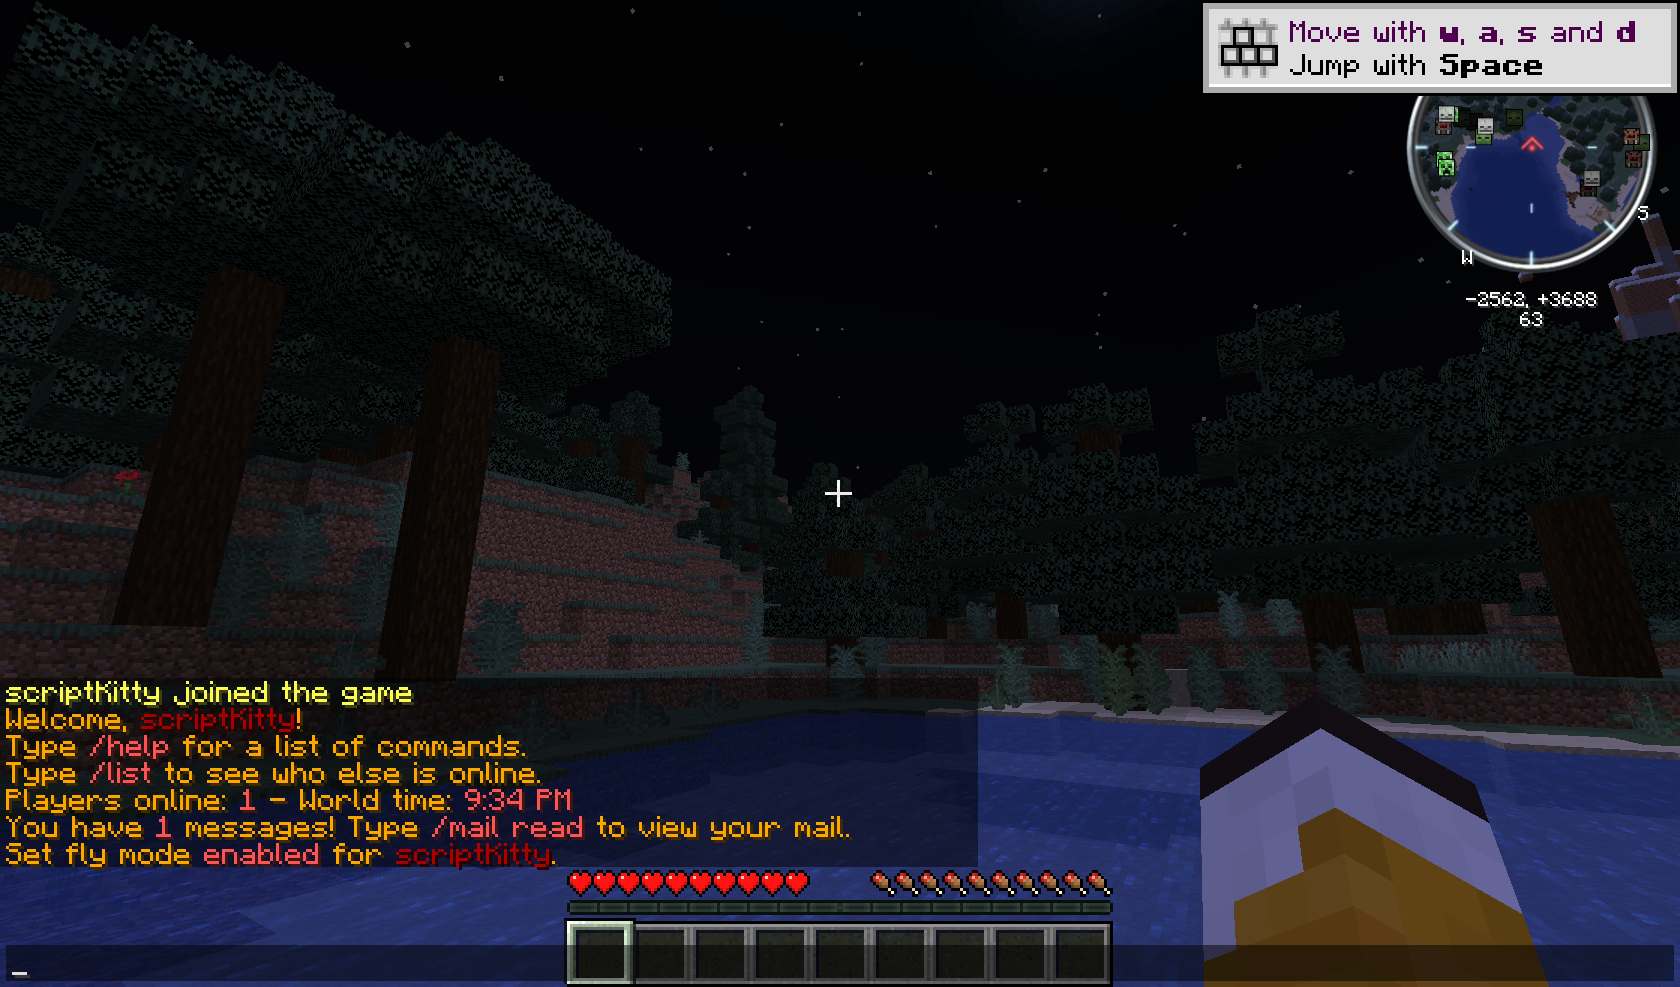 Move with w, a, s and d
Jump with Space
S
W
-2562, +3688
63
scriptKitty joined the game
Welcome, scriptKitty!
Type /help for a list of commands.
Type /list to see who else is online.
Players online: 1 - World time: 9:34 PM
You have 1 messages! Type /mail read to view your mail.
Set fly mode enabled for scriptKitty.
_